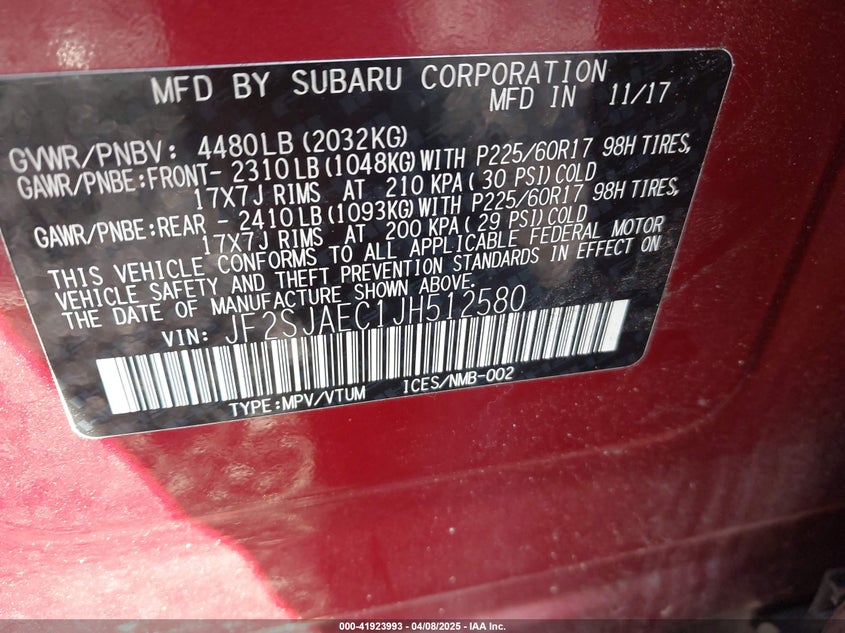 MFD BY SUBARU CORPORATION
MFD IN 11/17
GVWR/PNBV: 4480LB (2032KG)
GAWR/PNBE:FRONT- 2310LB (1048KG) WITH P225/60R17 98H TIRES,
17X7J RIMS AT 210 KPA( 30 PSI) COLD
GAWR/PNBE:REAR - 2410LB (1093KG) WITH P225/60R17 98H TIRES,
17X7J RIMS AT 200 KPA( 29 PSI) COLD
THIS VEHICLE CONFORMS TO ALL APPLICABLE FEDERAL MOTOR
VEHICLE SAFETY AND THEFT PREVENTION STANDARDS IN EFFECT ON
THE DATE OF MANUFACTURE SHOWN ABOVE.
VIN: JF2SJAEC1JH512580
TYPE:MPV/VTUM ICES/NMB-002
000-41923993 - 04/08/2025 - IAA Inc.